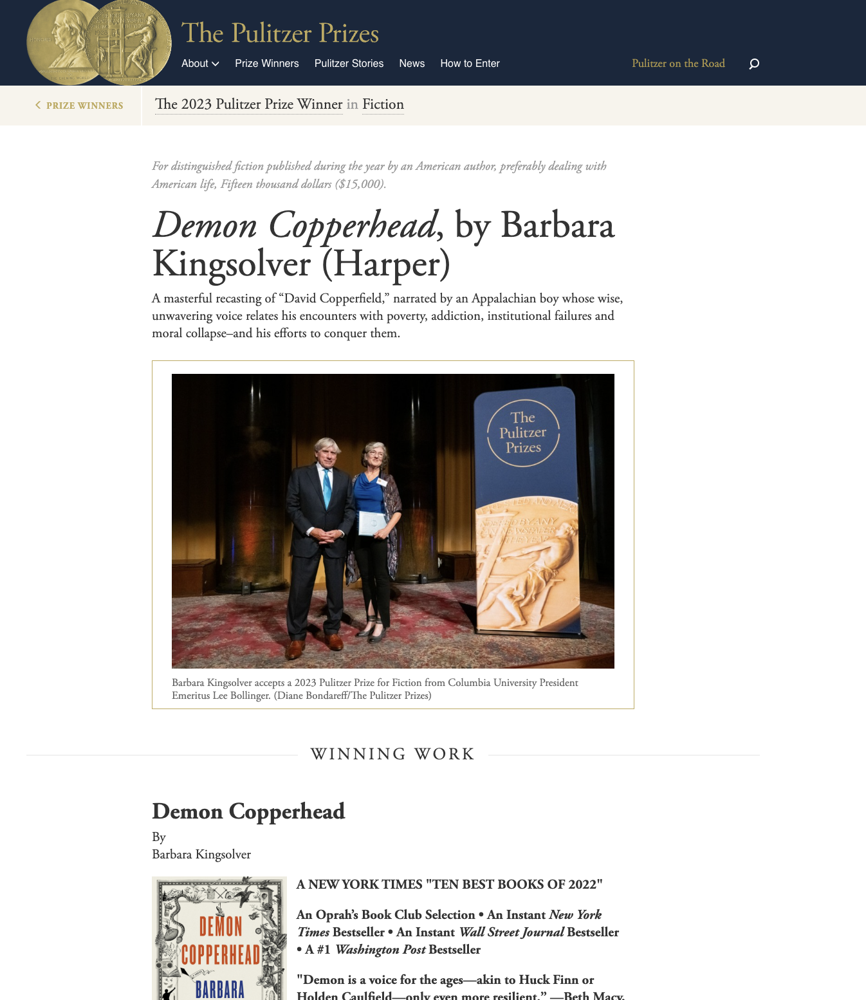 The Pulitzer Prizes
About Prize Winners Pulitzer Stories News How to Enter Pulitzer on the Road
PRIZE WINNERS
The 2023 Pulitzer Prize Winner in Fiction
For distinguished fiction published during the year by an American author, preferably dealing with
American life, Fifteen thousand dollars ($15,000).
Demon Copperhead, by Barbara
Kingsolver (Harper)
A masterful recasting of “David Copperfield,” narrated by an Appalachian boy whose wise,
unwavering voice relates his encounters with poverty, addiction, institutional failures and
moral collapse–and his efforts to conquer them.
The
Pulitzer
Prizes
Barbara Kingsolver accepts a 2023 Pulitzer Prize for Fiction from Columbia University President
Emeritus Lee Bollinger. (Diane Bondareff/The Pulitzer Prizes)
WINNING WORK
Demon Copperhead
By
Barbara Kingsolver
DEMON
COPPERHEAD
BARBARA
A NEW YORK TIMES "TEN BEST BOOKS OF 2022"
An Oprah’s Book Club Selection • An Instant New York
Times Bestseller • An Instant Wall Street Journal Bestseller
• A #1 Washington Post Bestseller
"Demon is a voice for the ages—akin to Huck Finn or
Holden Caulfield—only even more resilient.” —Beth Macy,